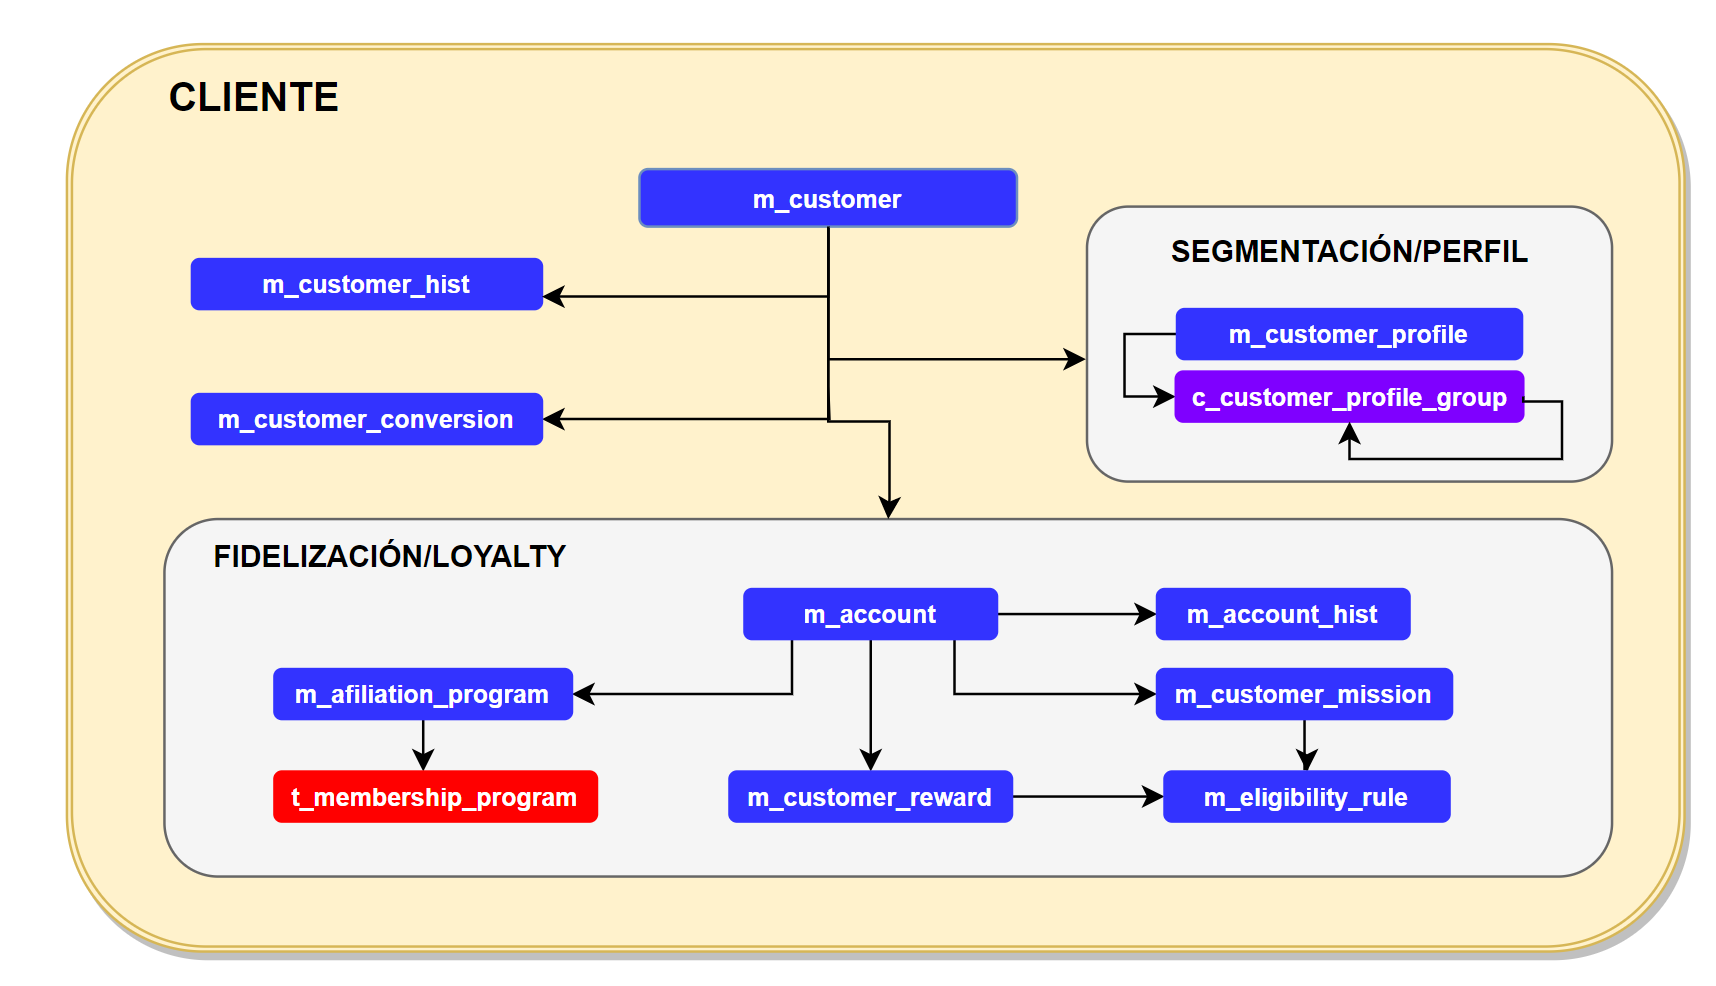 CLIENTE
m_customer
m_customer_hist
m_customer_conversion
SEGMENTACIÓN/PERFIL
m_customer_profile
c_customer_profile_group
FIDELIZACIÓN/LOYALTY
m_account
m_account_hist
m_afiliation_program
m_customer_mission
t_membership_program
m_customer_reward
m_eligibility_rule